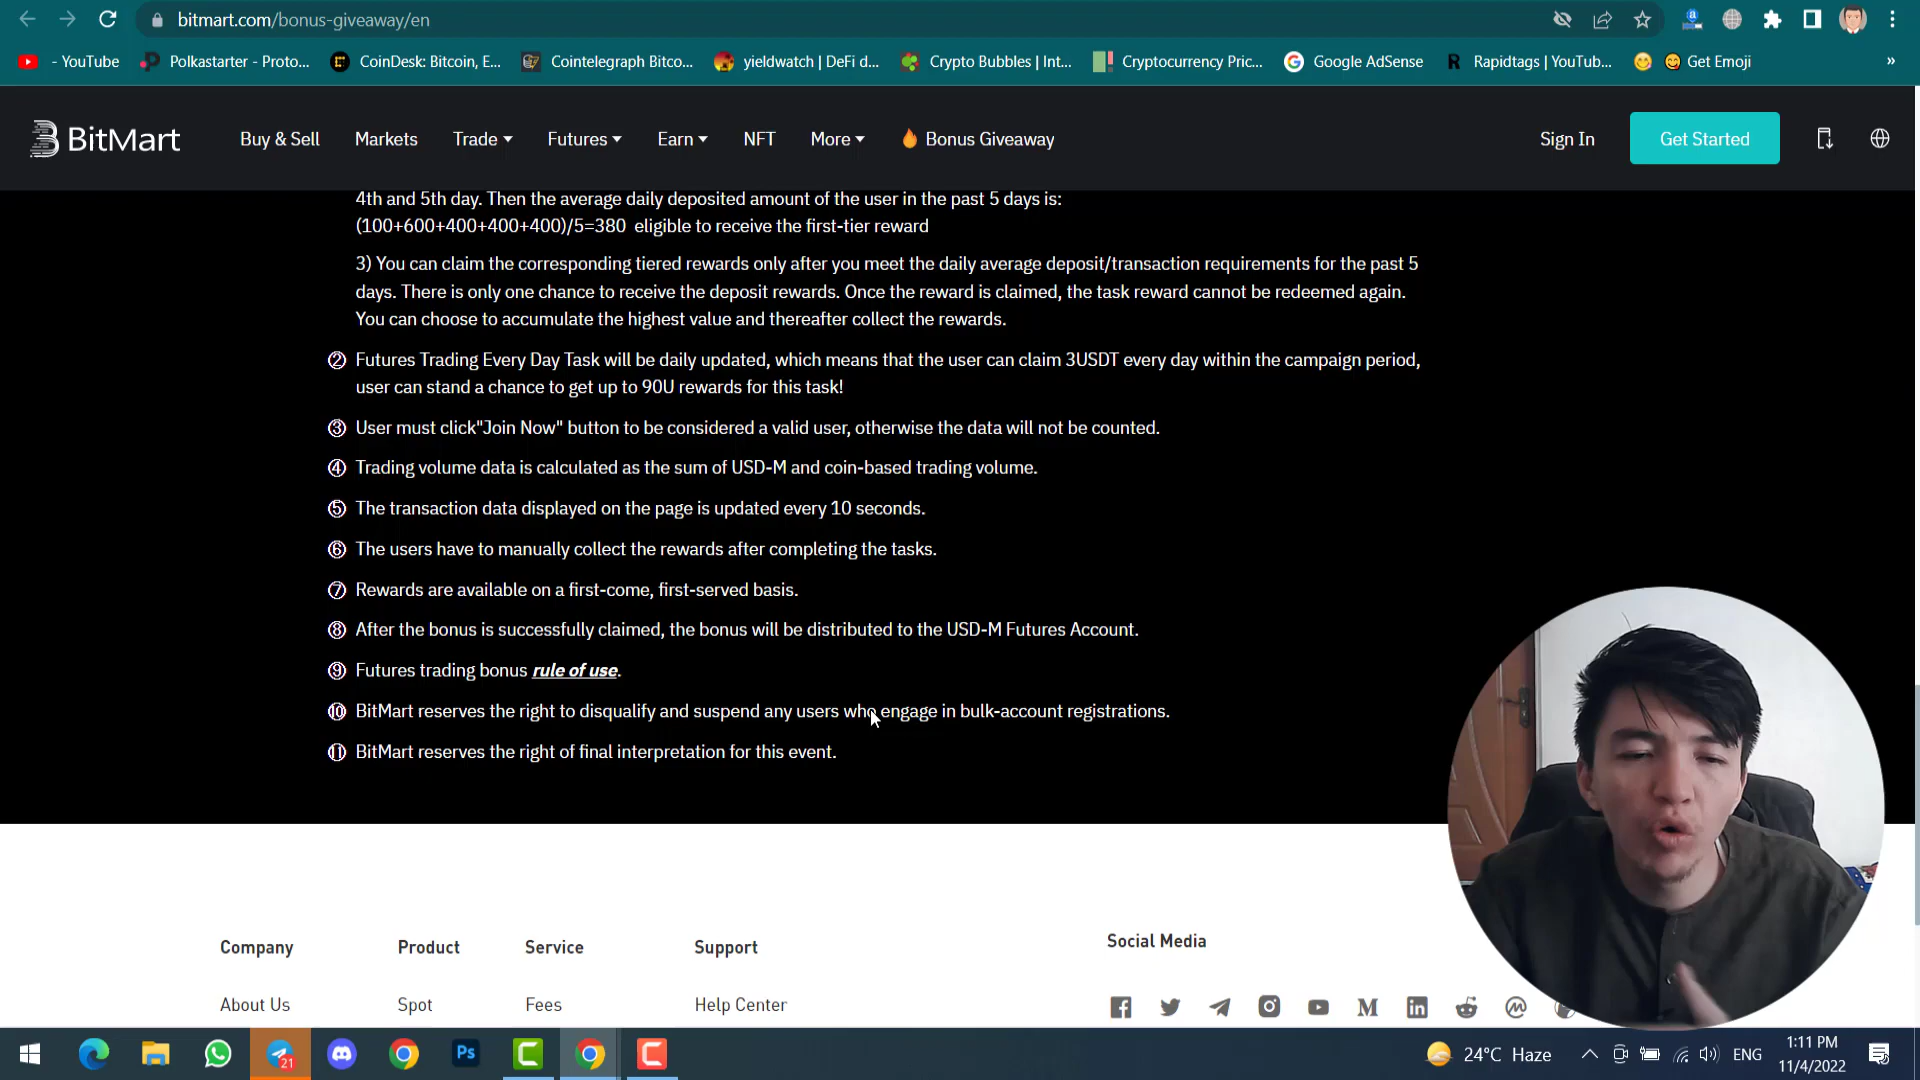 bitmart.com/bonus-giveaway/en
- YouTube
Polkastarter - Proto...
CoinDesk: Bitcoin, E...
Cointelegraph Bitco...
yieldwatch | DeFi d...
Crypto Bubbles | Int...
Cryptocurrency Pric...
Google AdSense
Rapidtags | YouTub...
Get Emoji
»
BitMart
Buy & Sell
Markets
Trade
Futures
Earn
NFT
More
Bonus Giveaway
Sign In
Get Started
4th and 5th day. Then the average daily deposited amount of the user in the past 5 days is:
(100+600+400+400+400)/5=380 eligible to receive the first-tier reward
3) You can claim the corresponding tiered rewards only after you meet the daily average deposit/transaction requirements for the past 5
days. There is only one chance to receive the deposit rewards. Once the reward is claimed, the task reward cannot be redeemed again.
You can choose to accumulate the highest value and thereafter collect the rewards.
② Futures Trading Every Day Task will be daily updated, which means that the user can claim 3USDT every day within the campaign period,
user can stand a chance to get up to 90U rewards for this task!
③ User must click"Join Now" button to be considered a valid user, otherwise the data will not be counted.
④ Trading volume data is calculated as the sum of USD-M and coin-based trading volume.
⑤ The transaction data displayed on the page is updated every 10 seconds.
⑥ The users have to manually collect the rewards after completing the tasks.
⑦ Rewards are available on a first-come, first-served basis.
⑧ After the bonus is successfully claimed, the bonus will be distributed to the USD-M Futures Account.
⑨ Futures trading bonus rule of use.
⑩ BitMart reserves the right to disqualify and suspend any users who engage in bulk-account registrations.
⑪ BitMart reserves the right of final interpretation for this event.
Company
Product
Service
Support
Social Media
About Us
Spot
Fees
Help Center
21
Ps
24°C Haze
ENG
1:11 PM
11/4/2022